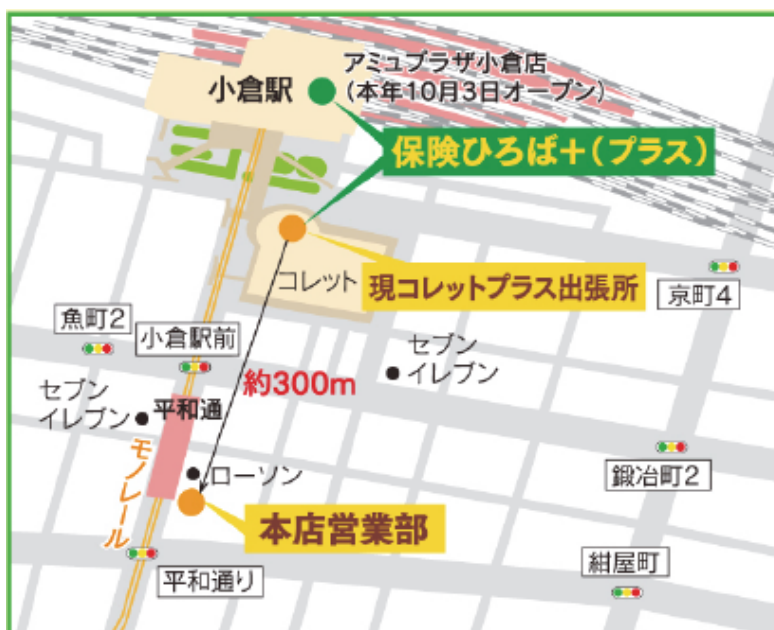 アミュプラザ小倉店
(本年10月3日オープン)
小倉駅
保険ひろば＋(プラス)
コレット
現コレットプラス出張所
京町4
魚町2
小倉駅前
セブン
イレブン
約300m
セブン
イレブン
平和通
モノレール
ローソン
鍛冶町2
本店営業部
平和通り
紺屋町